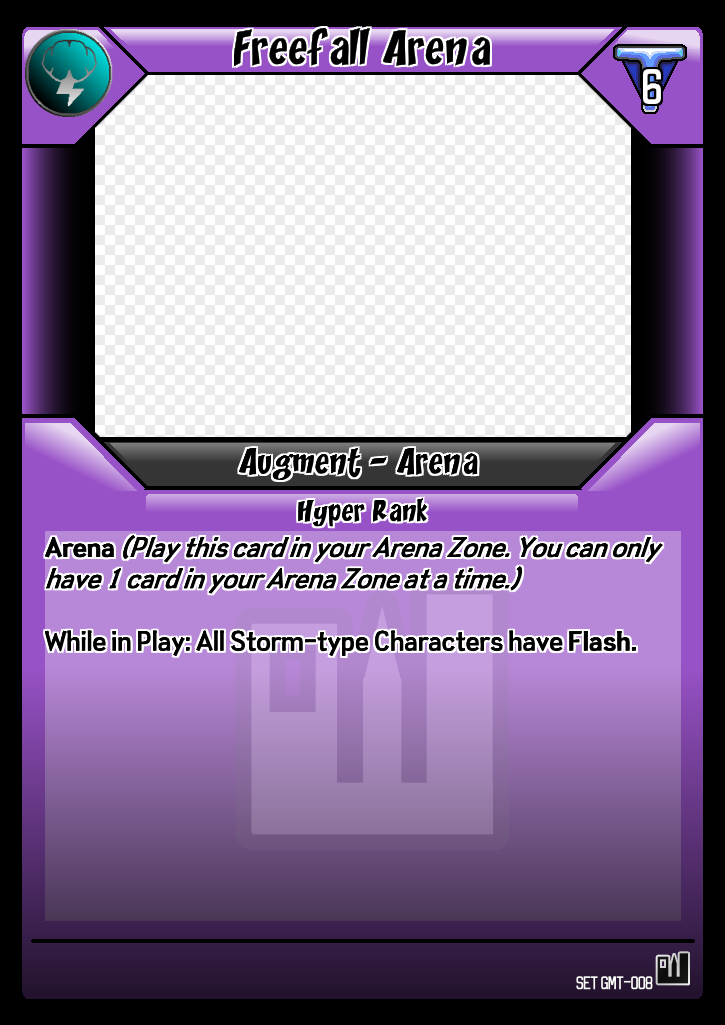 Freefall Arena
6
Augment - Arena
Hyper Rank
Arena (Play this card in your Arena Zone. You can only
have 1 card in your Arena Zone at a time.)
While in Play: All Storm-type Characters have Flash.
SET GMT-008